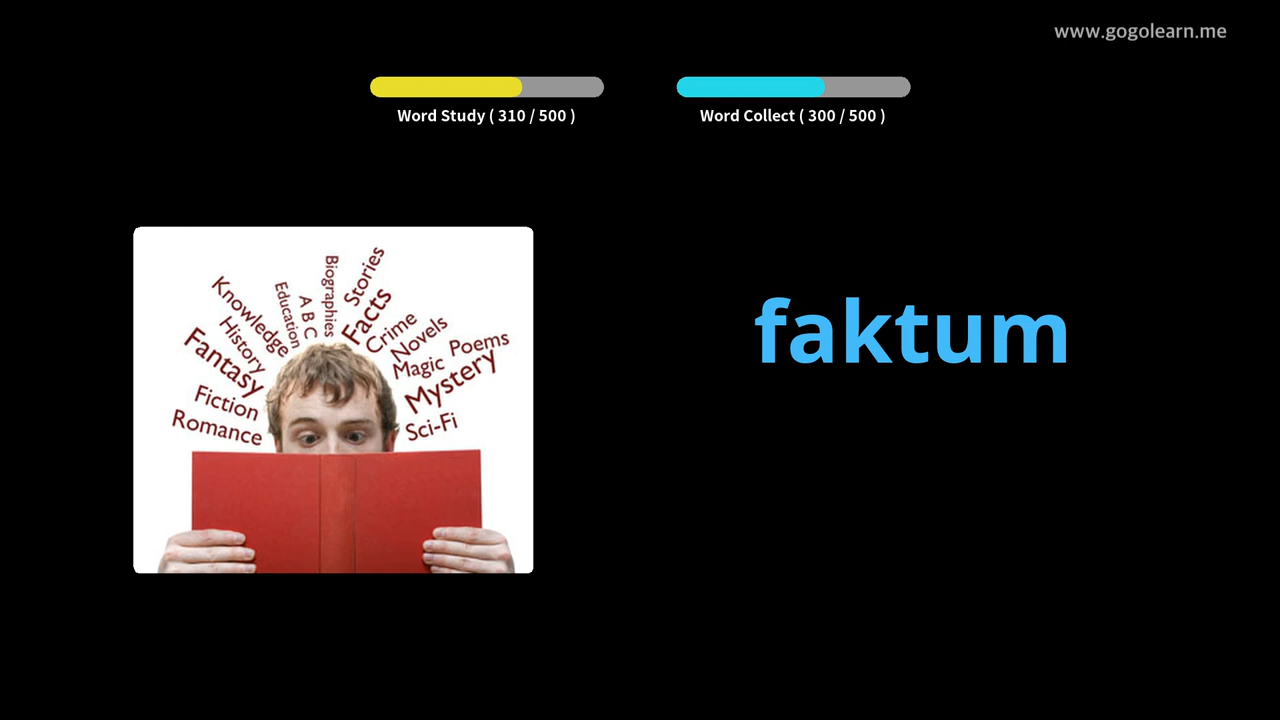 www.gogolearn.me
Word Study ( 310 / 500 )
Word Collect ( 300 / 500 )
faktum
Biographies
Stories
Education
A B C
Facts
Knowledge
Crime
History
Novels
Poems
Fantasy
Magic
Mystery
Fiction
Sci-Fi
Romance